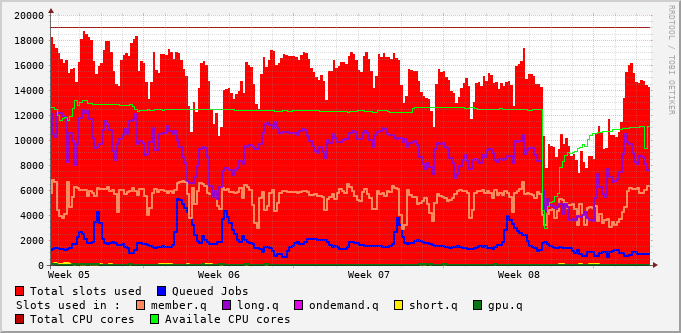 RRDTOOL / TOBI OETIKER
20000
18000
16000
14000
12000
10000
8000
6000
4000
2000
0
Week 05 Week 06 Week 07 Week 08
Total slots used Queued Jobs
Slots used in : member.q long.q ondemand.q short.q gpu.q
Total CPU cores Availale CPU cores